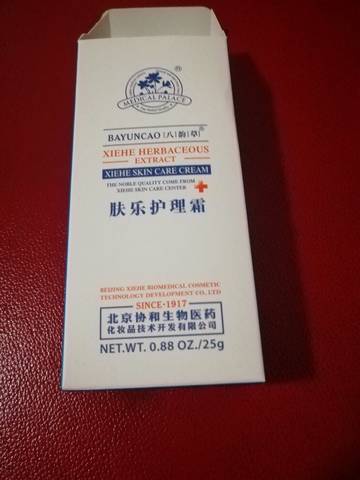 MEDICAL PALACE
BAYUNCAO |八|韵|草|®
XIEHE HERBACEOUS
EXTRACT
XIEHE SKIN CARE CREAM
THE NOBLE QUALITY COME FROM
XIEHE SKIN CARE CENTER
肤乐护理霜
BEIJING XIEHE BIOMEDICAL COSMETIC
TECHNOLOGY DEVELOPMENT CO., LTD
SINCE·1917
北京协和生物医药
化妆品技术开发有限公司
NET.WT. 0.88 OZ./25g